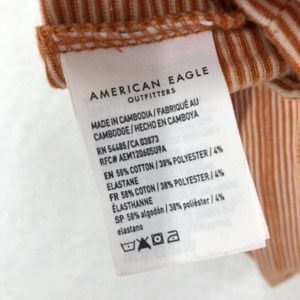 AMERICAN EAGLE
OUTFITTERS
MADE IN CAMBODIA / FABRIQUÉ AU
CAMBODGE / HECHO EN CAMBOYA
RN 54485 / CA 03873
RFC# AEM120605U9A
EN 58% COTTON / 38% POLYESTER / 4%
ELASTANE
FR 58% COTON / 38% POLYESTER / 4%
ÉLASTHANNE
SP 58% algodón / 38% poliéster / 4%
elastano